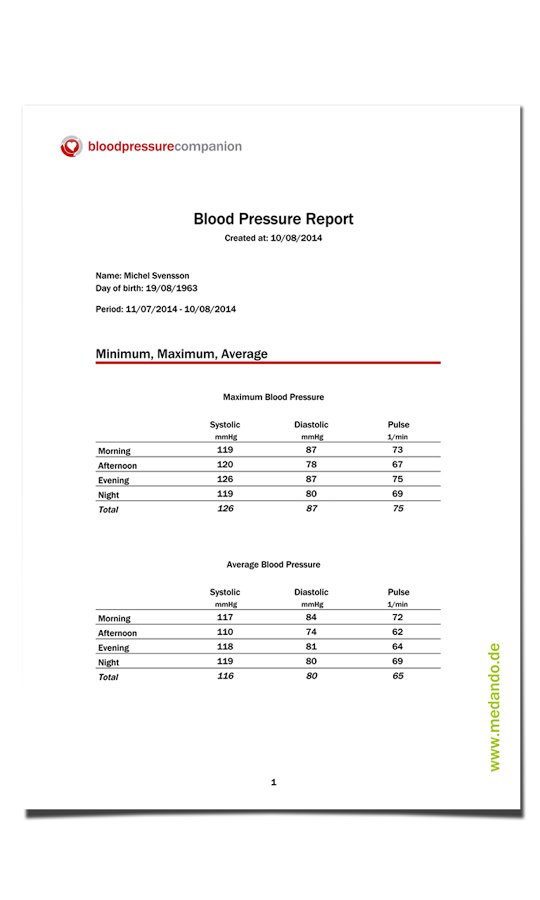 bloodpressurecompanion
Blood Pressure Report
Created at: 10/08/2014
Name: Michel Svensson
Day of birth: 19/08/1963
Period: 11/07/2014 - 10/08/2014
Minimum, Maximum, Average
Maximum Blood Pressure
Systolic Diastolic Pulse
mmHg mmHg 1/min
Morning 119 87 73
Afternoon 120 78 67
Evening 126 87 75
Night 119 80 69
Total 126 87 75
Average Blood Pressure
Systolic Diastolic Pulse
mmHg mmHg 1/min
Morning 117 84 72
Afternoon 110 74 62
Evening 118 81 64
Night 119 80 69
Total 116 80 65
www.medando.de
1